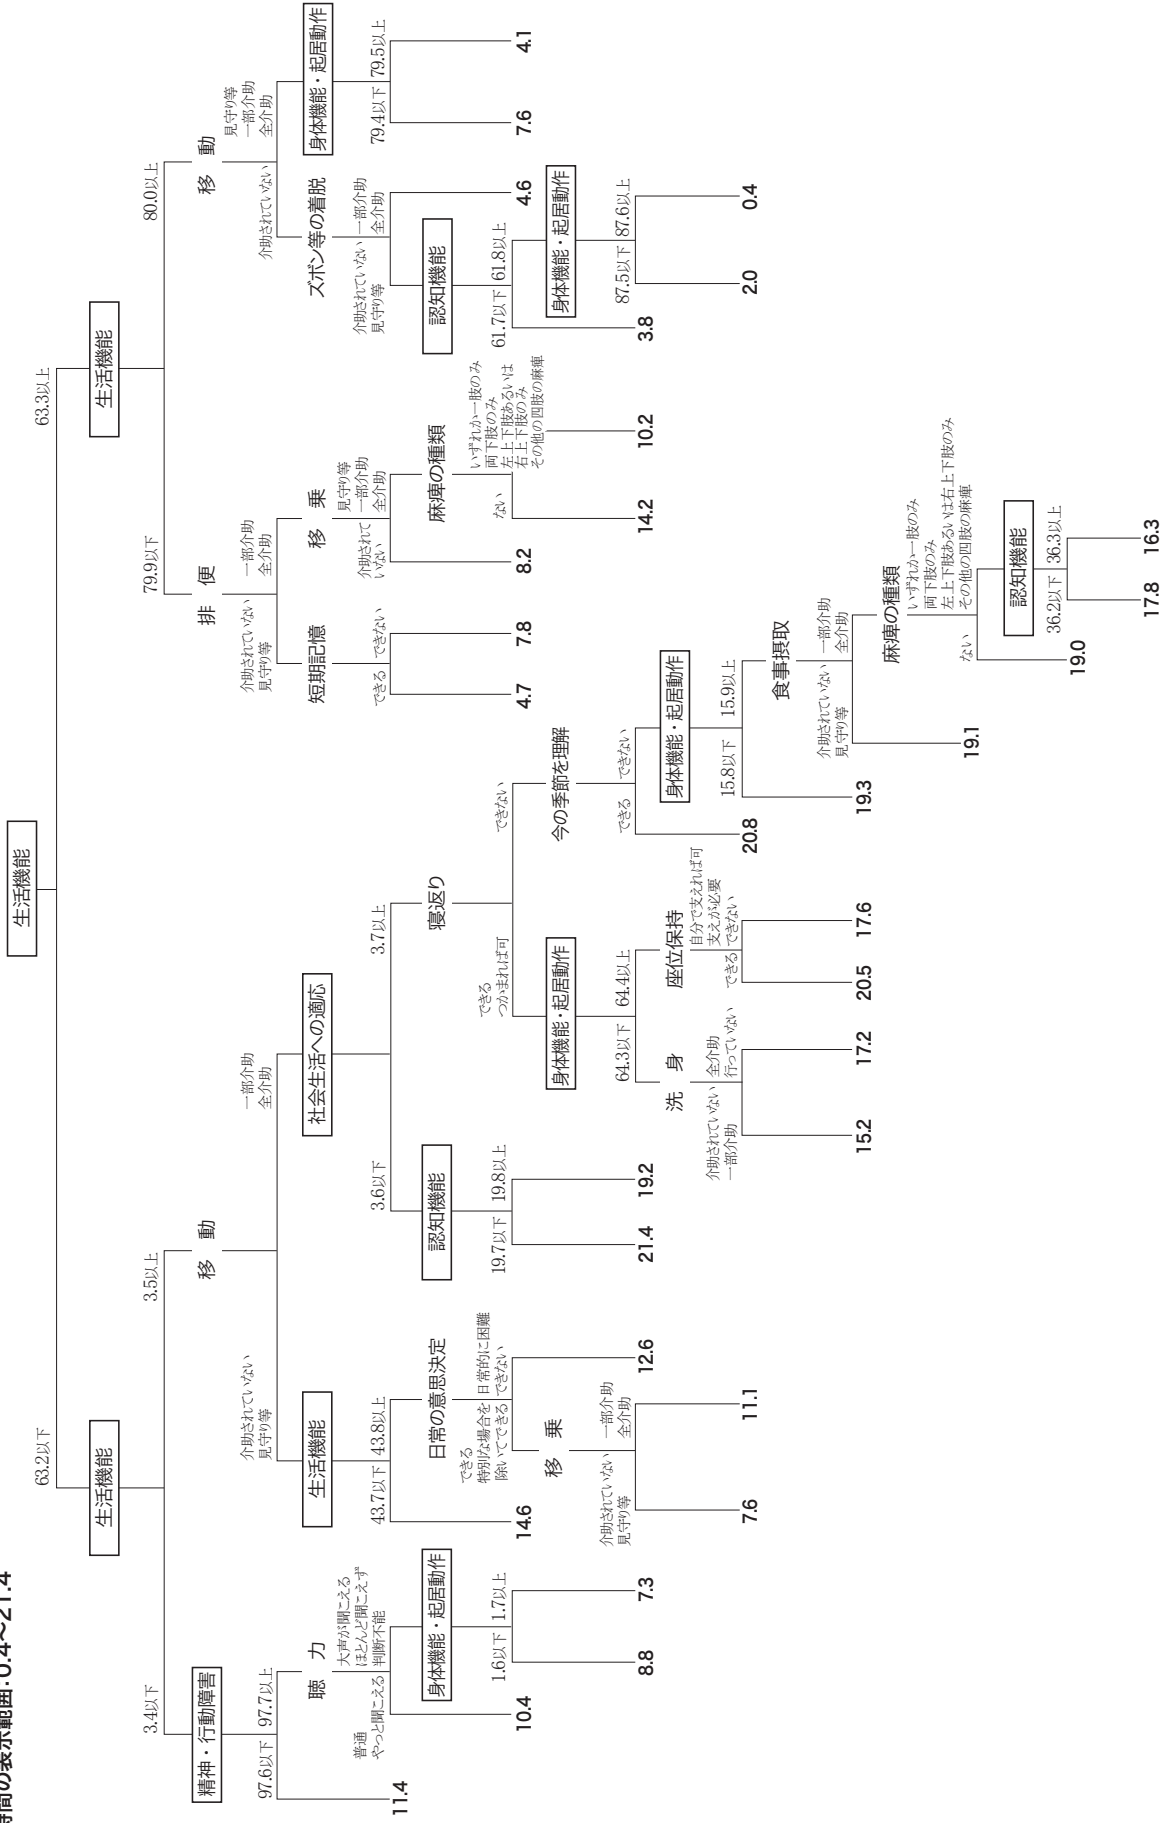 時間の表示範囲:0.4〜21.4
生活機能
63.2以下
63.3以上
生活機能
生活機能
3.4以下
3.5以上
79.9以下
80.0以上
精神・行動障害
移動
排便
移動
97.6以下
97.7以上
介助されていない
見守り等
一部介助
全介助
介助されていない
見守り等
一部介助
全介助
介助されていない
見守り等
一部介助
全介助
11.4
聴力
生活機能
社会生活への適応
短期記憶
移乗
ズボン等の着脱
身体機能・起居動作
普通
やっと聞こえる
大声が聞こえる
ほとんど聞こえず
判断不能
43.7以下
43.8以上
3.6以下
3.7以上
できる
できない
介助されて
いない
見守り等
一部介助
全介助
介助されていない
見守り等
一部介助
全介助
79.4以下
79.5以上
10.4
身体機能・起居動作
14.6
日常の意思決定
認知機能
寝返り
4.7
7.8
8.2
麻痺の種類
認知機能
4.6
7.6
4.1
1.6以下
1.7以上
できる
特別な場合を
除いてできる
日常的に困難
できない
19.7以下
19.8以上
できる
つかまれば可
できない
ない
いずれか一肢のみ
両下肢のみ
左上下肢あるいは
右上下肢のみ
その他の四肢の麻痺
61.7以下
61.8以上
8.8
7.3
移乗
12.6
21.4
19.2
身体機能・起居動作
今の季節を理解
14.2
10.2
3.8
身体機能・起居動作
介助されていない
見守り等
一部介助
全介助
64.3以下
64.4以上
できる
できない
87.5以下
87.6以上
7.6
11.1
洗身
座位保持
20.8
身体機能・起居動作
2.0
0.4
介助されていない
一部介助
全介助
行っていない
できる
自分で支えれば可
支えが必要
できない
15.8以下
15.9以上
15.2
17.2
20.5
17.6
19.3
食事摂取
介助されていない
見守り等
一部介助
全介助
19.1
麻痺の種類
ない
いずれか一肢のみ
両下肢のみ
左上下肢あるいは右上下肢のみ
その他の四肢の麻痺
19.0
認知機能
36.2以下
36.3以上
17.8
16.3